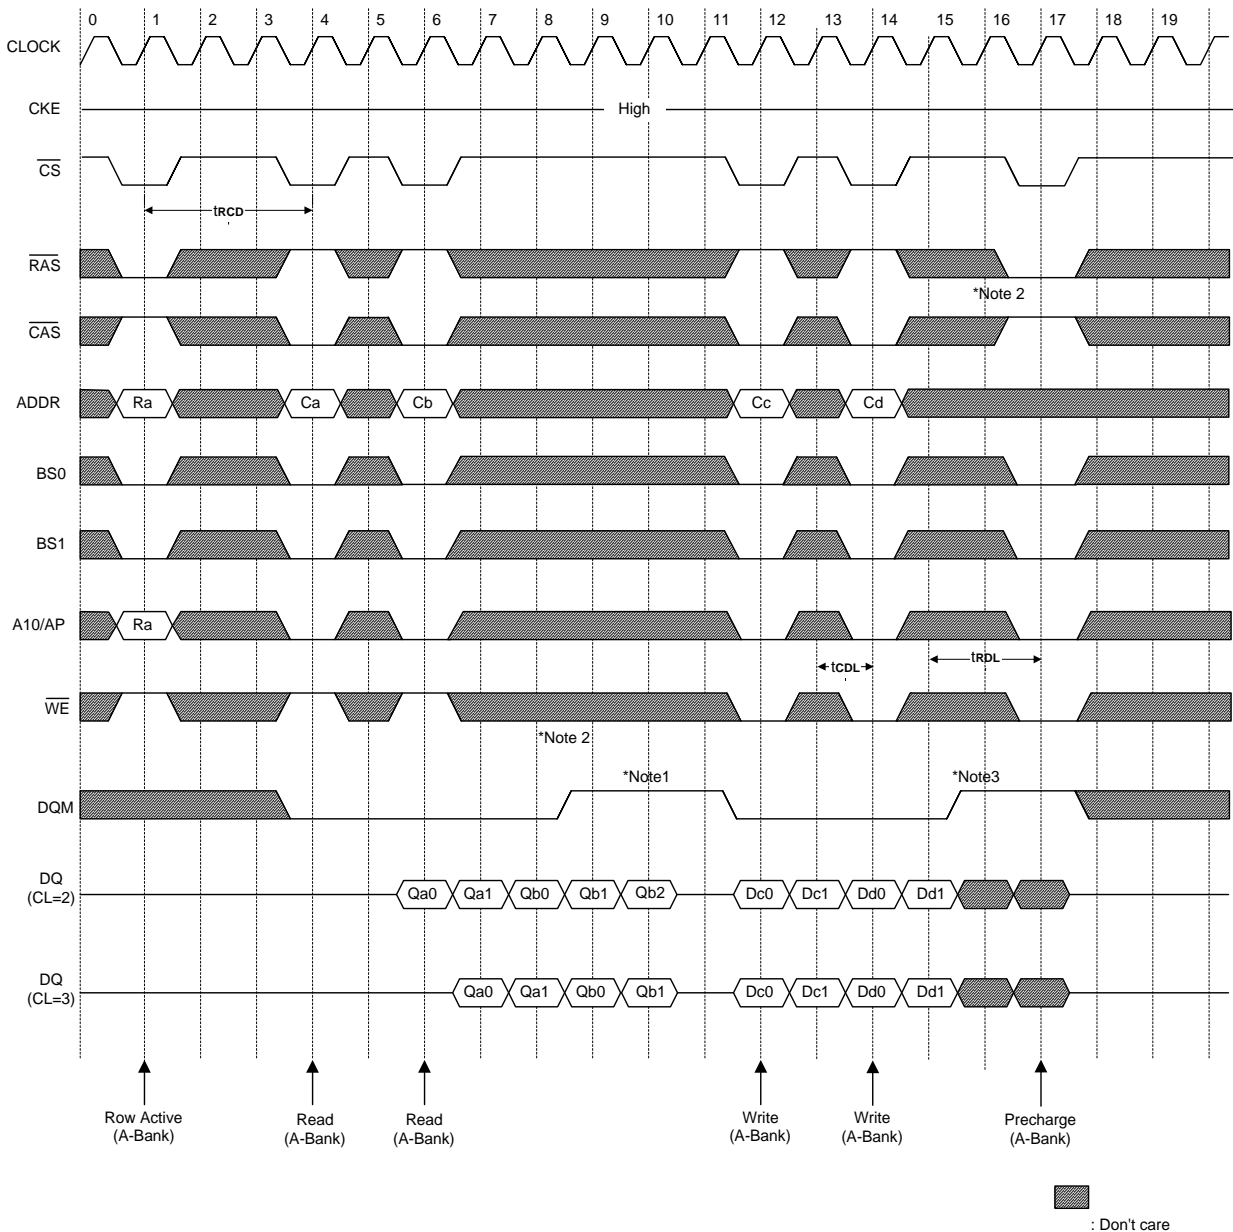 0 1 2 3 4 5 6 7 8 9 10 11 12 13 14 15 16 17 18 19
CLOCK
CKE High
CS
tRCD
RAS
*Note 2
CAS
ADDR Ra Ca Cb Cc Cd
BS0
BS1
A10/AP Ra
tCDL tRDL
WE
*Note 2
*Note1 *Note3
DQM
DQ
(CL=2) Qa0 Qa1 Qb0 Qb1 Qb2 Dc0 Dc1 Dd0 Dd1
DQ
(CL=3) Qa0 Qa1 Qb0 Qb1 Dc0 Dc1 Dd0 Dd1
Row Active
(A-Bank)
Read
(A-Bank)
Read
(A-Bank)
Write
(A-Bank)
Write
(A-Bank)
Precharge
(A-Bank)
: Don't care